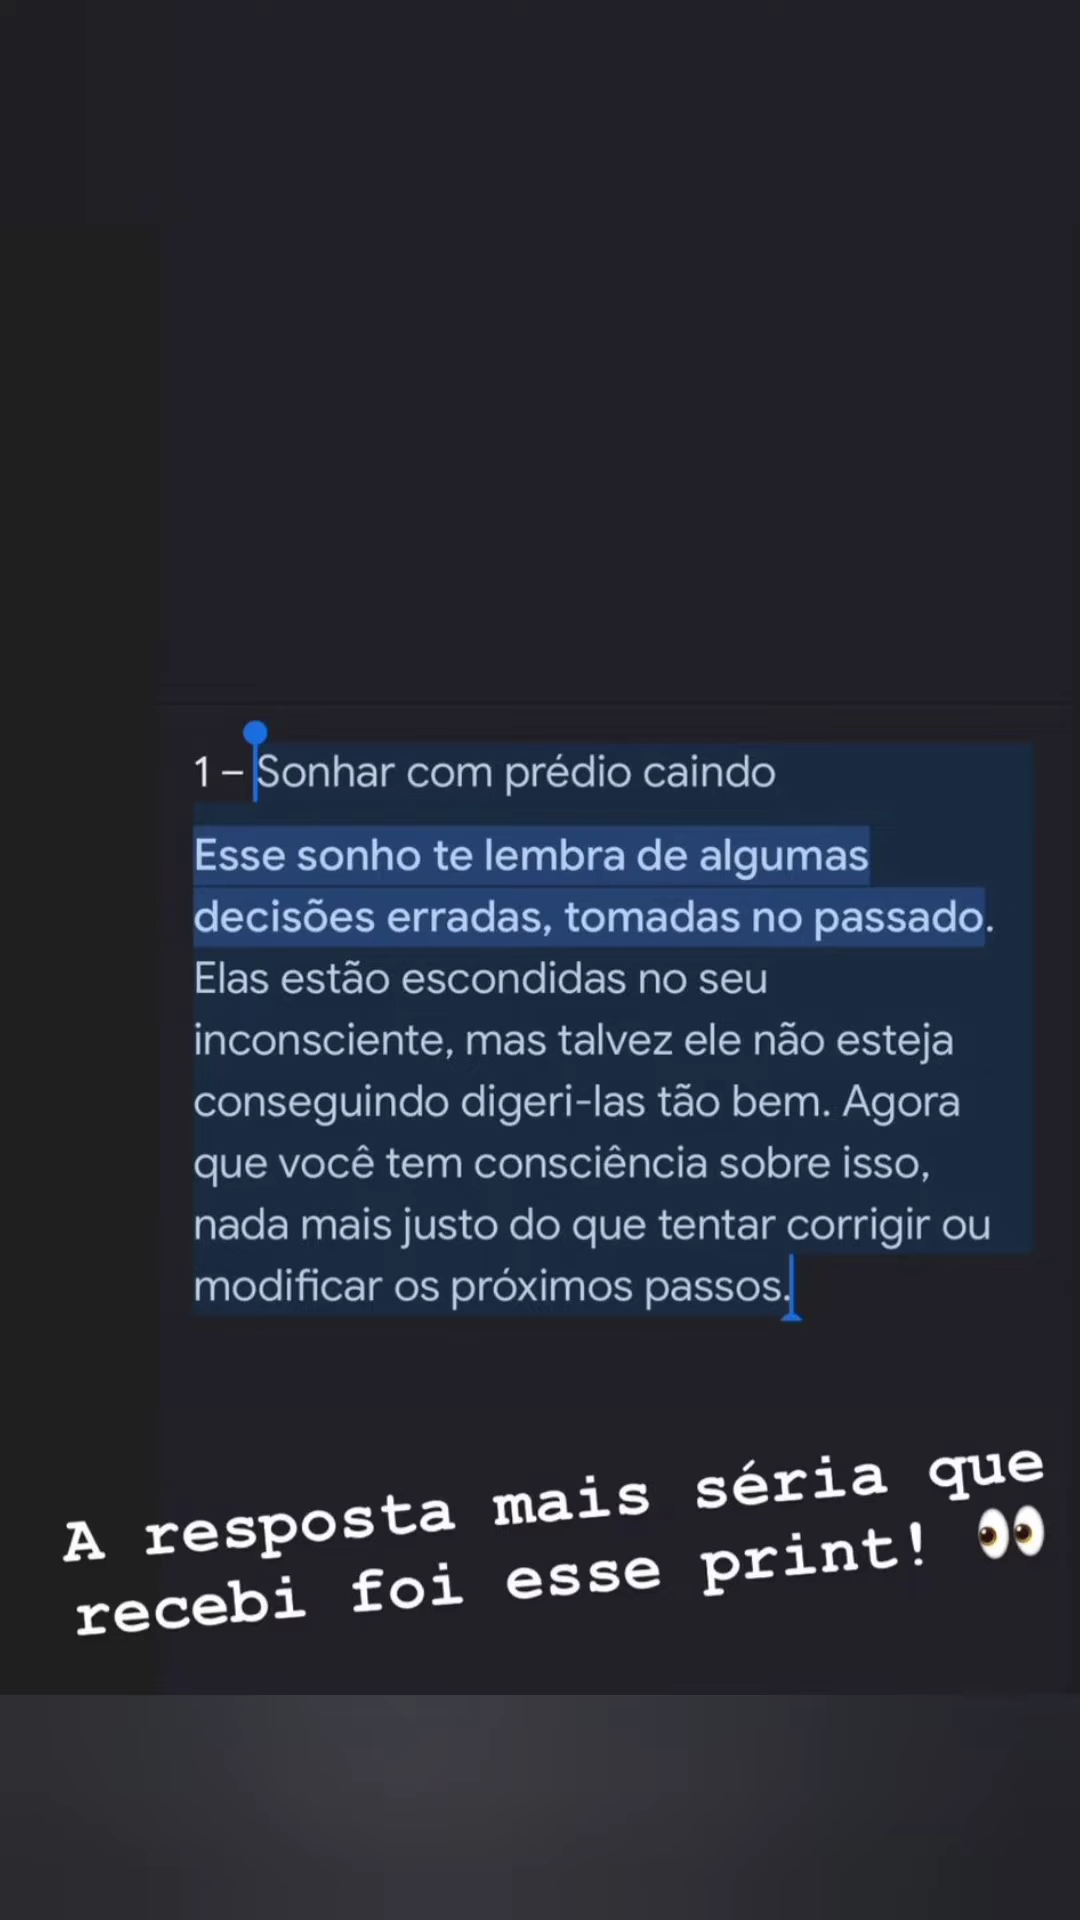 1 – Sonhar com prédio caindo
Esse sonho te lembra de algumas
decisões erradas, tomadas no passado.
Elas estão escondidas no seu
inconsciente, mas talvez ele não esteja
conseguindo digeri-las tão bem. Agora
que você tem consciência sobre isso,
nada mais justo do que tentar corrigir ou
modificar os próximos passos.
A resposta mais séria que
recebi foi esse print! 👀